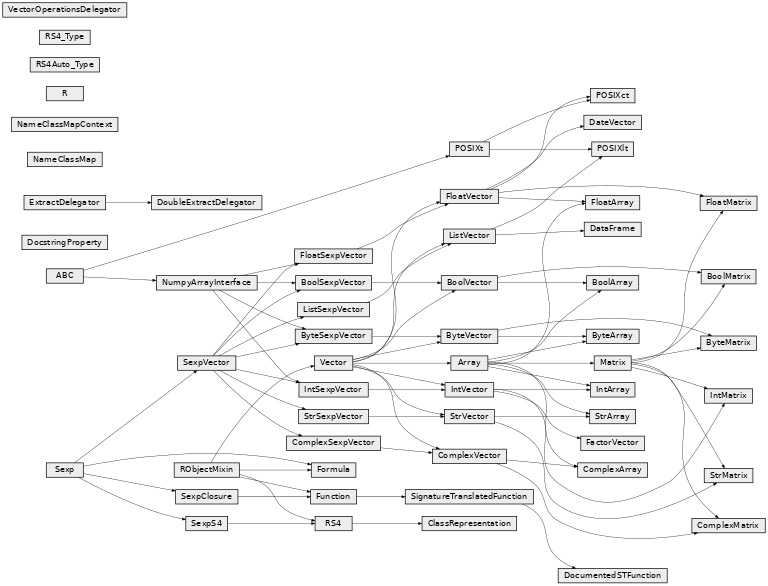 VectorOperationsDelegator
RS4_Type
RS4Auto_Type
R
POSIXct
NameClassMapContext
DateVector
POSIXt
POSIXlt
NameClassMap
FloatVector
ExtractDelegator
DoubleExtractDelegator
FloatArray
FloatMatrix
DataFrame
ListVector
DocstringProperty
FloatSexpVector
ABC
BoolMatrix
NumpyArrayInterface
BoolSexpVector
BoolVector
BoolArray
ListSexpVector
ByteSexpVector
ByteVector
ByteArray
ByteMatrix
SexpVector
Vector
Array
Matrix
IntSexpVector
IntVector
IntArray
IntMatrix
StrSexpVector
StrVector
StrArray
ComplexSexpVector
FactorVector
ComplexVector
Sexp
RObjectMixin
Formula
ComplexArray
StrMatrix
SexpClosure
Function
SignatureTranslatedFunction
SexpS4
RS4
ClassRepresentation
ComplexMatrix
DocumentedSTFunction